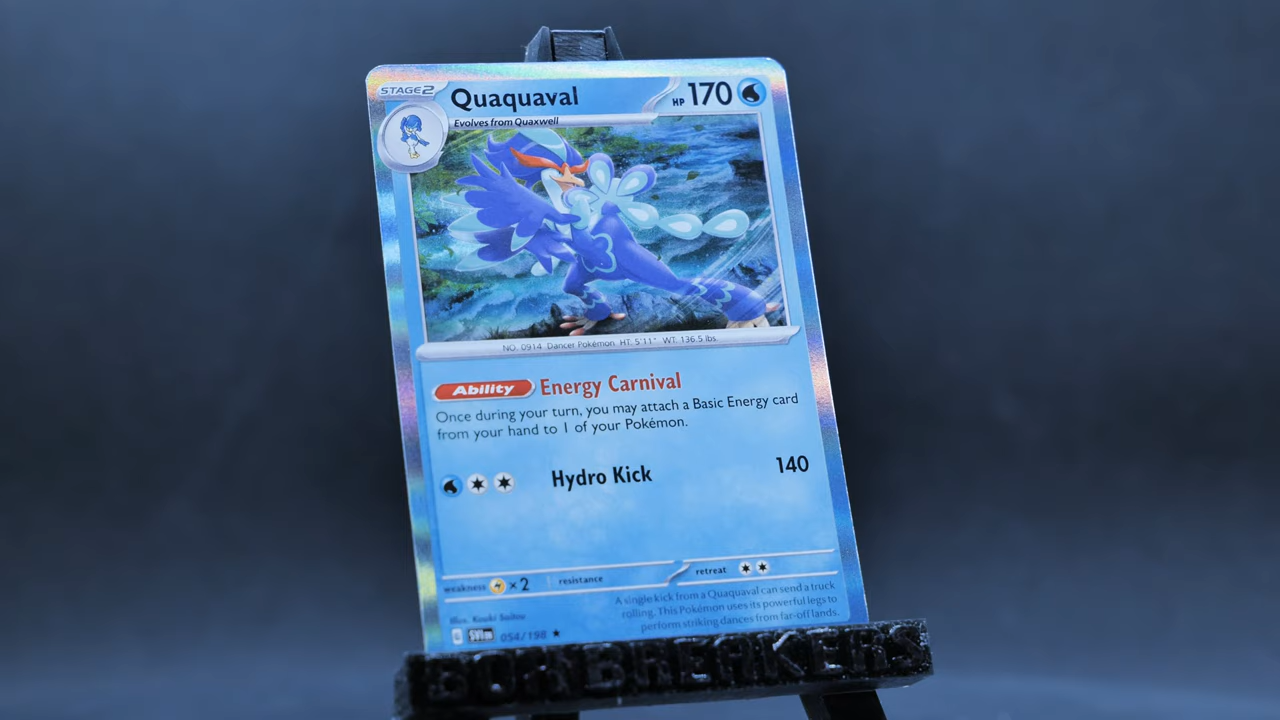 STAGE2
Quaquaval
HP 170
Evolves from Quaxwell
NO. 0914 Dancer Pokémon HT: 5'11" WT: 136.5 lbs
Ability Energy Carnival
Once during your turn, you may attach a Basic Energy card
from your hand to 1 of your Pokémon.
Hydro Kick 140
weakness ×2 resistance retreat
A single kick from a Quaquaval can send a truck
rolling. This Pokémon uses its powerful legs to
perform striking dances from far-off lands.
Illus. Kouki Saitou
G SVI EN 054/198 ★
BOXBREAKERS